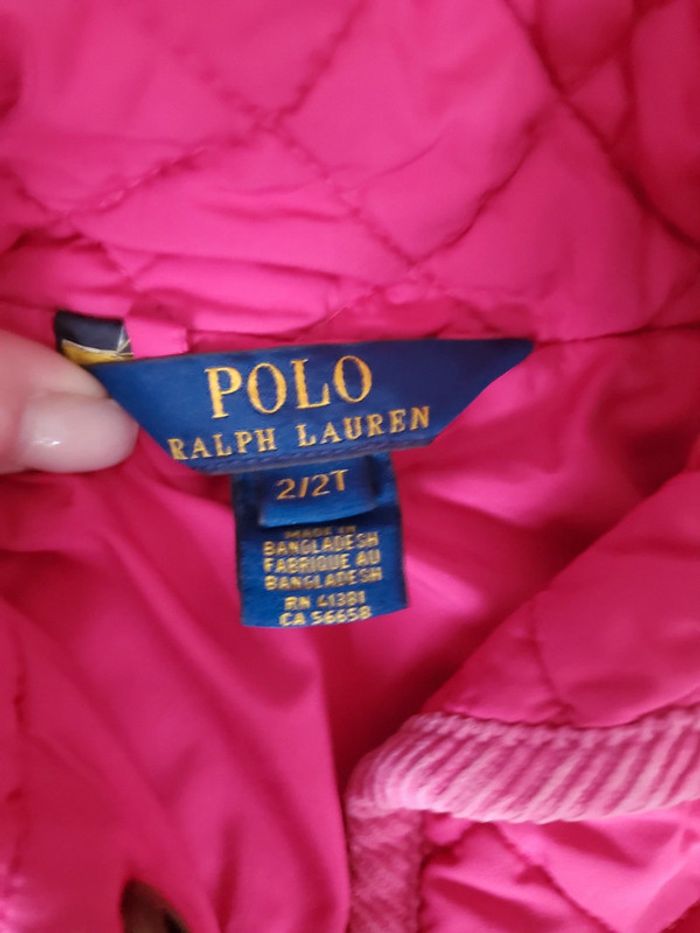 POLO
RALPH LAUREN
2/2T
MADE IN
BANGLADESH
FABRIQUE AU
BANGLADESH
RN 41381
CA 56658